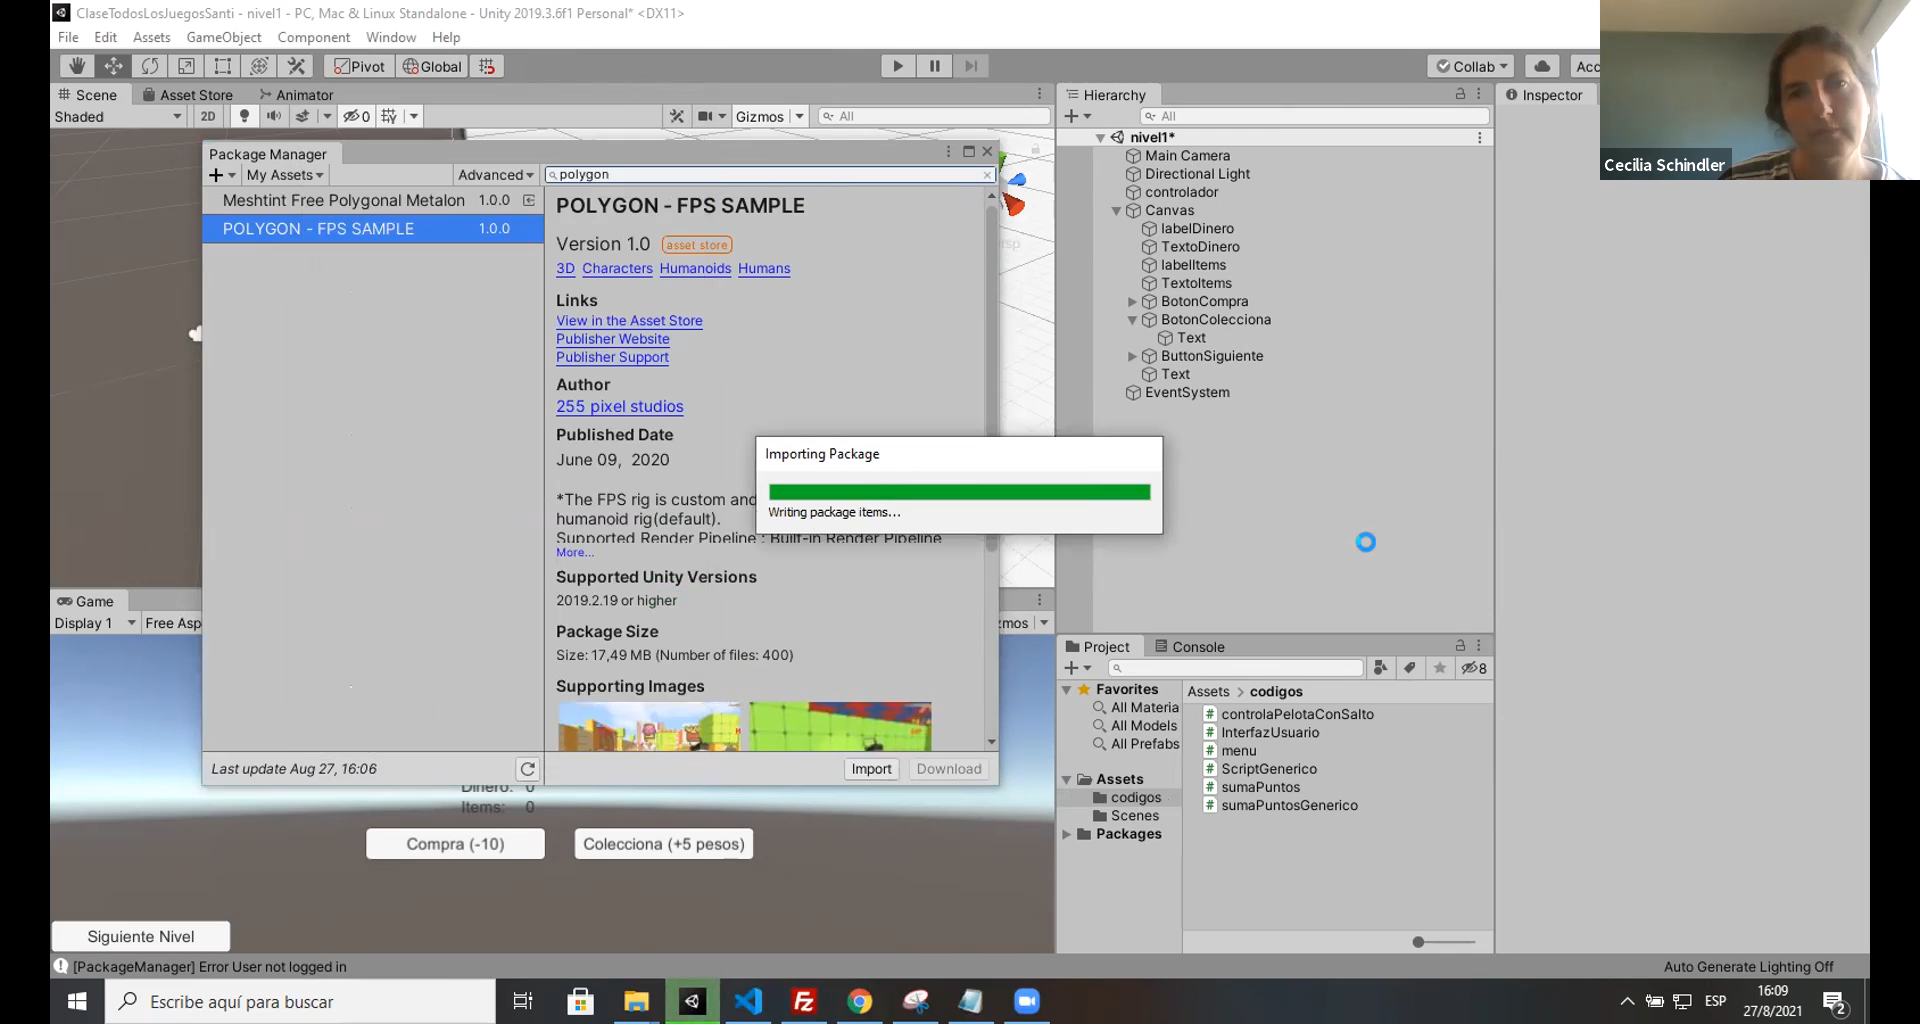 ClaseTodosLosJuegosSanti - nivel1 - PC, Mac & Linux Standalone - Unity 2019.3.6f1 Personal* <DX11>
File Edit Assets GameObject Component Window Help
Pivot Global Collab Acc
Scene Asset Store Animator
Shaded 2D 0 Gizmos All
Package Manager
My Assets Advanced polygon
Meshtint Free Polygonal Metalon 1.0.0
POLYGON - FPS SAMPLE 1.0.0
POLYGON - FPS SAMPLE
Version 1.0 asset store
3D Characters Humanoids Humans
Links
View in the Asset Store
Publisher Website
Publisher Support
Author
255 pixel studios
Published Date
June 09, 2020
*The FPS rig is custom and
humanoid rig(default).
Supported Render Pipeline : Built-in Render Pipeline
More...
Supported Unity Versions
2019.2.19 or higher
Package Size
Size: 17,49 MB (Number of files: 400)
Supporting Images
Last update Aug 27, 16:06
Import Download
Importing Package
Writing package items...
Hierarchy
All
nivel1*
Main Camera
Directional Light
controlador
Canvas
labelDinero
TextoDinero
labelItems
TextoItems
BotonCompra
BotonColecciona
Text
ButtonSiguiente
Text
EventSystem
Inspector
Cecilia Schindler
Game
Display 1 Free Asp zmos
Dinero: 0
Items: 0
Compra (-10) Colecciona (+5 pesos)
Siguiente Nivel
Project Console
8
Favorites
All Materia
All Models
All Prefabs
Assets
codigos
Scenes
Packages
Assets > codigos
controlaPelotaConSalto
InterfazUsuario
menu
ScriptGenerico
sumaPuntos
sumaPuntosGenerico
[PackageManager] Error User not logged in
Auto Generate Lighting Off
Escribe aquí para buscar
ESP
16:09
27/8/2021
2